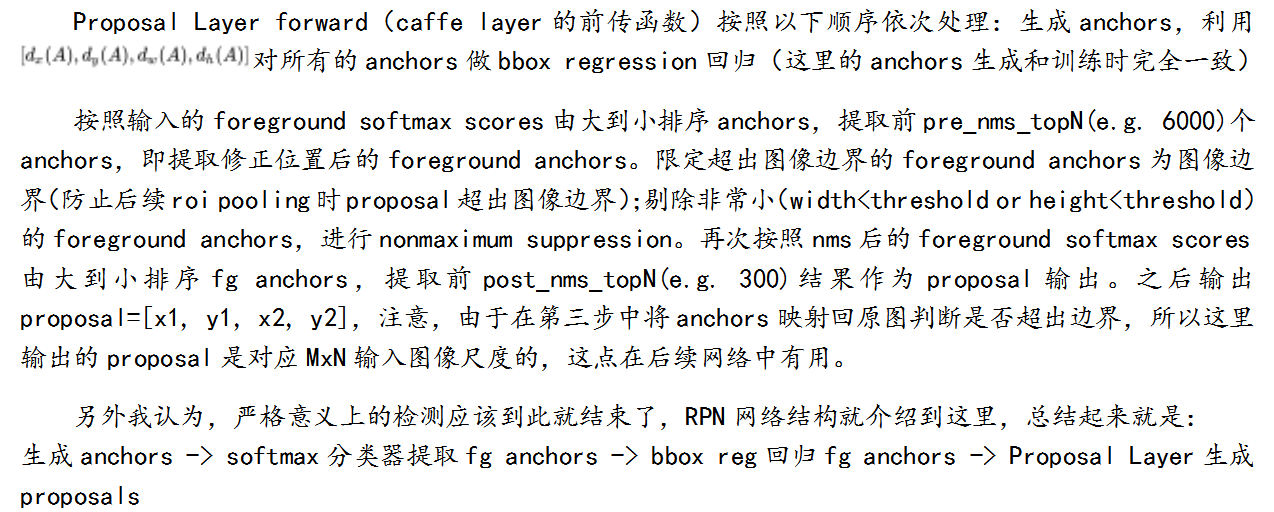 Proposal Layer forward（caffe layer 的前传函数）按照以下顺序依次处理：生成 anchors，利用
[dx(A),dy(A),dw(A),dh(A)]对所有的 anchors 做 bbox regression 回归（这里的 anchors 生成和训练时完全一致）
按照输入的 foreground softmax scores 由大到小排序 anchors，提取前 pre_nms_topN(e.g. 6000)个
anchors，即提取修正位置后的 foreground anchors。限定超出图像边界的 foreground anchors 为图像边
界(防止后续 roi pooling 时 proposal 超出图像边界);剔除非常小(width<threshold or height<threshold)
的 foreground anchors，进行 nonmaximum suppression。再次按照 nms 后的 foreground softmax scores
由大到小排序 fg anchors，提取前 post_nms_topN(e.g. 300)结果作为 proposal 输出。之后输出
proposal=[x1, y1, x2, y2]，注意，由于在第三步中将 anchors 映射回原图判断是否超出边界，所以这里
输出的 proposal 是对应 MxN 输入图像尺度的，这点在后续网络中有用。
另外我认为，严格意义上的检测应该到此就结束了，RPN 网络结构就介绍到这里，总结起来就是：
生成 anchors -> softmax 分类器提取 fg anchors -> bbox reg 回归 fg anchors -> Proposal Layer 生成
proposals